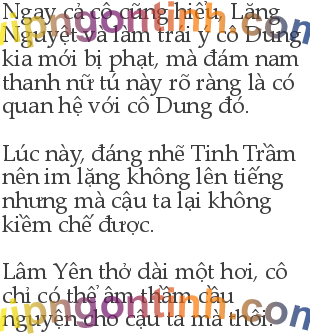 Ngay cả cô cũng hiểu, Lăng
Nguyệt và làm trái ý cô Dung
kia mới bị phạt, mà đám nam
thanh nữ tú này rõ ràng là có
quan hệ với cô Dung đó.
Lúc này, đáng nhẽ Tinh Trầm
nên im lặng không lên tiếng
nhưng mà cậu ta lại không
kiềm chế được.
Lâm Yên thở dài một hơi, cô
chỉ có thể âm thầm cầu
nguyện cho cậu ta mà thôi.